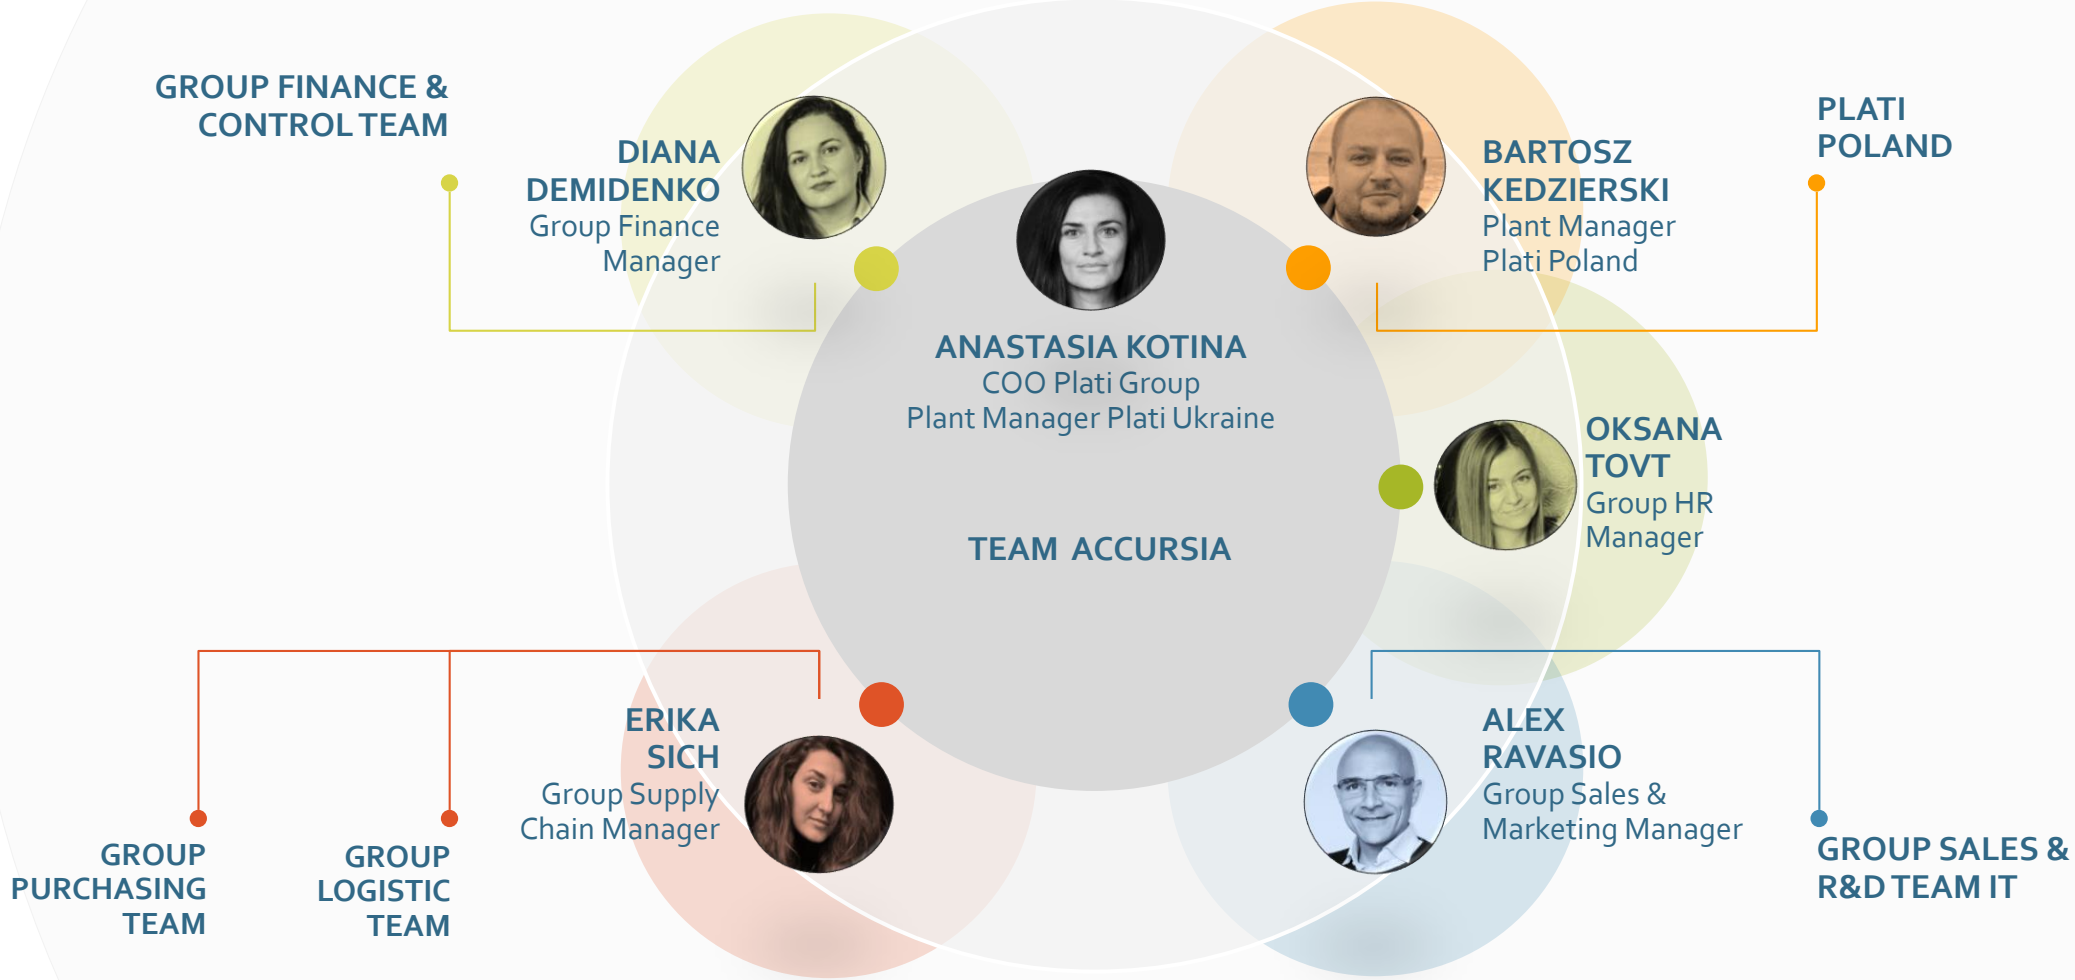 GROUP FINANCE &
CONTROL TEAM
DIANA
DEMIDENKO
Group Finance
Manager
BARTOSZ
KEDZIERSKI
Plant Manager
Plati Poland
PLATI
POLAND
ANASTASIA KOTINA
COO Plati Group
Plant Manager Plati Ukraine
OKSANA
TOVT
Group HR
Manager
TEAM ACCURSIA
ERIKA
SICH
Group Supply
Chain Manager
ALEX
RAVASIO
Group Sales &
Marketing Manager
GROUP
PURCHASING
TEAM
GROUP
LOGISTIC
TEAM
GROUP SALES &
R&D TEAM IT